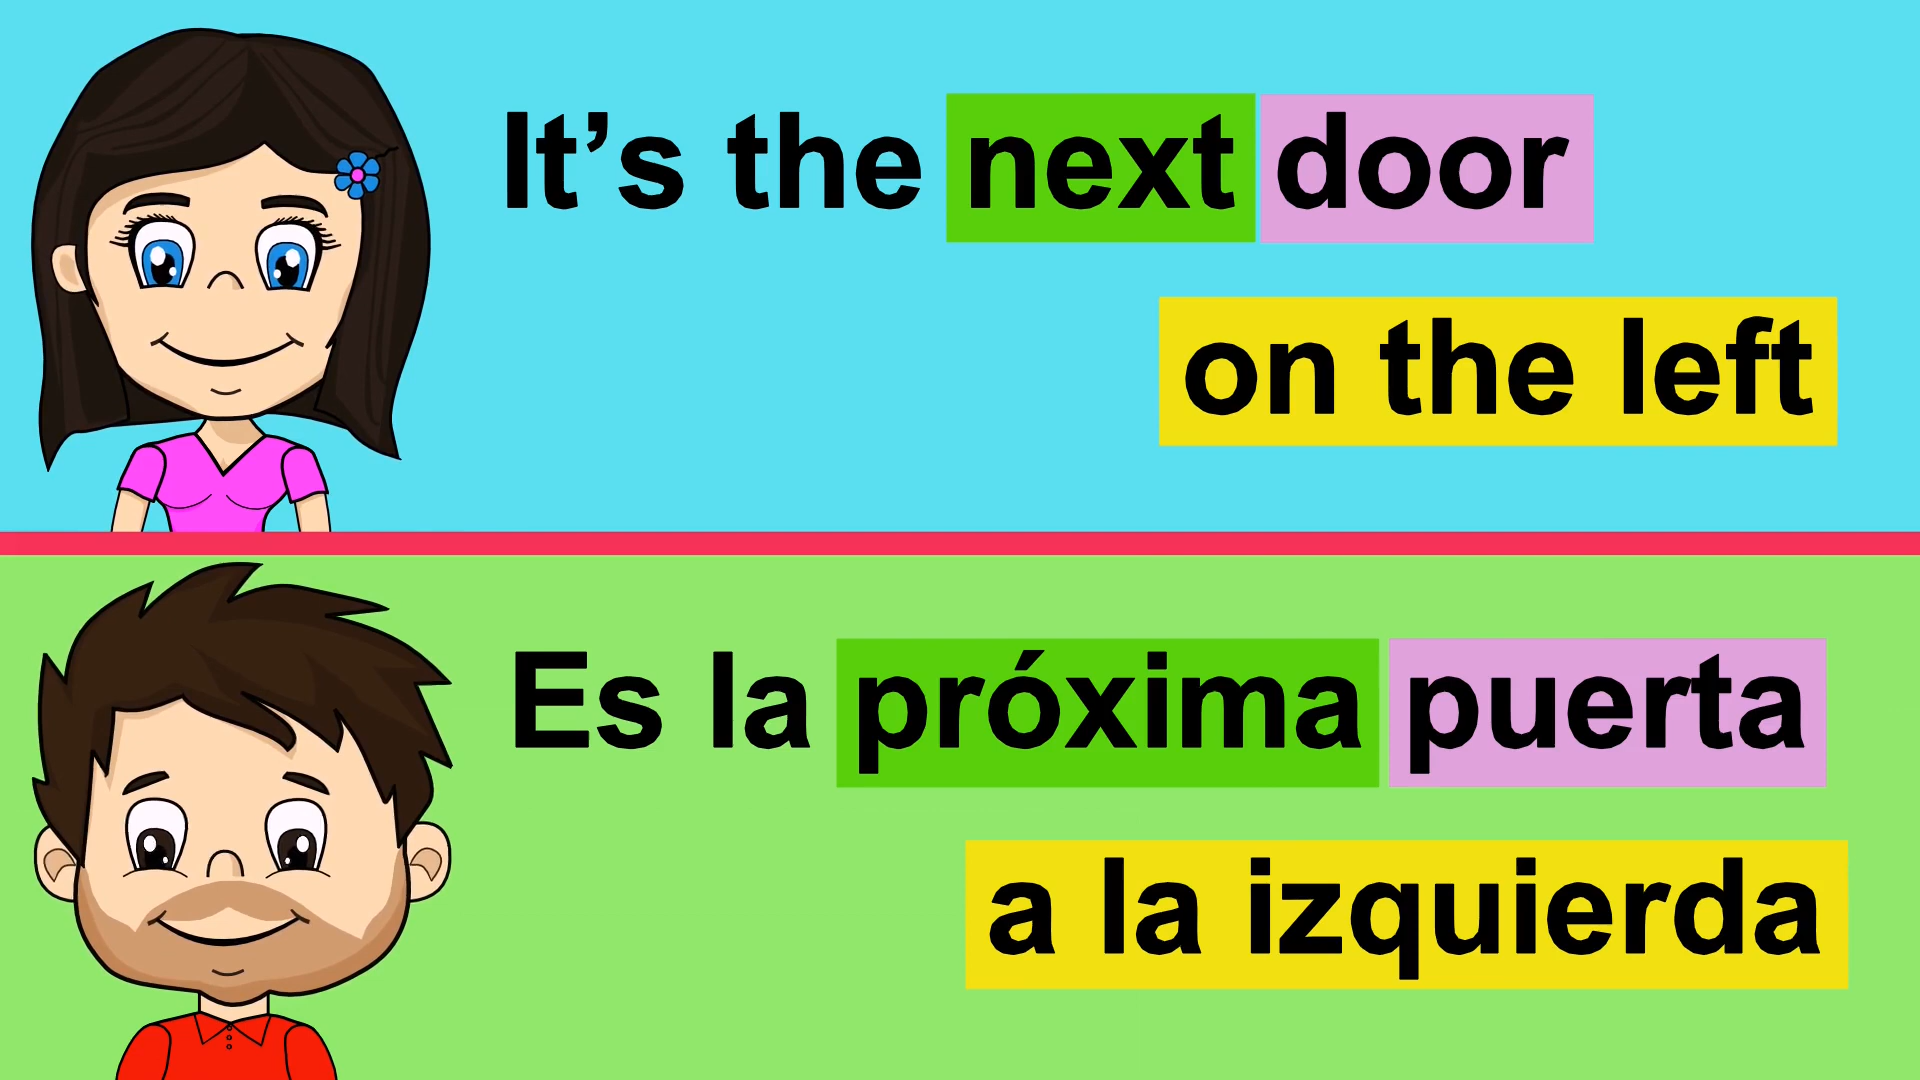 It’s the next door
on the left
Es la próxima puerta
a la izquierda